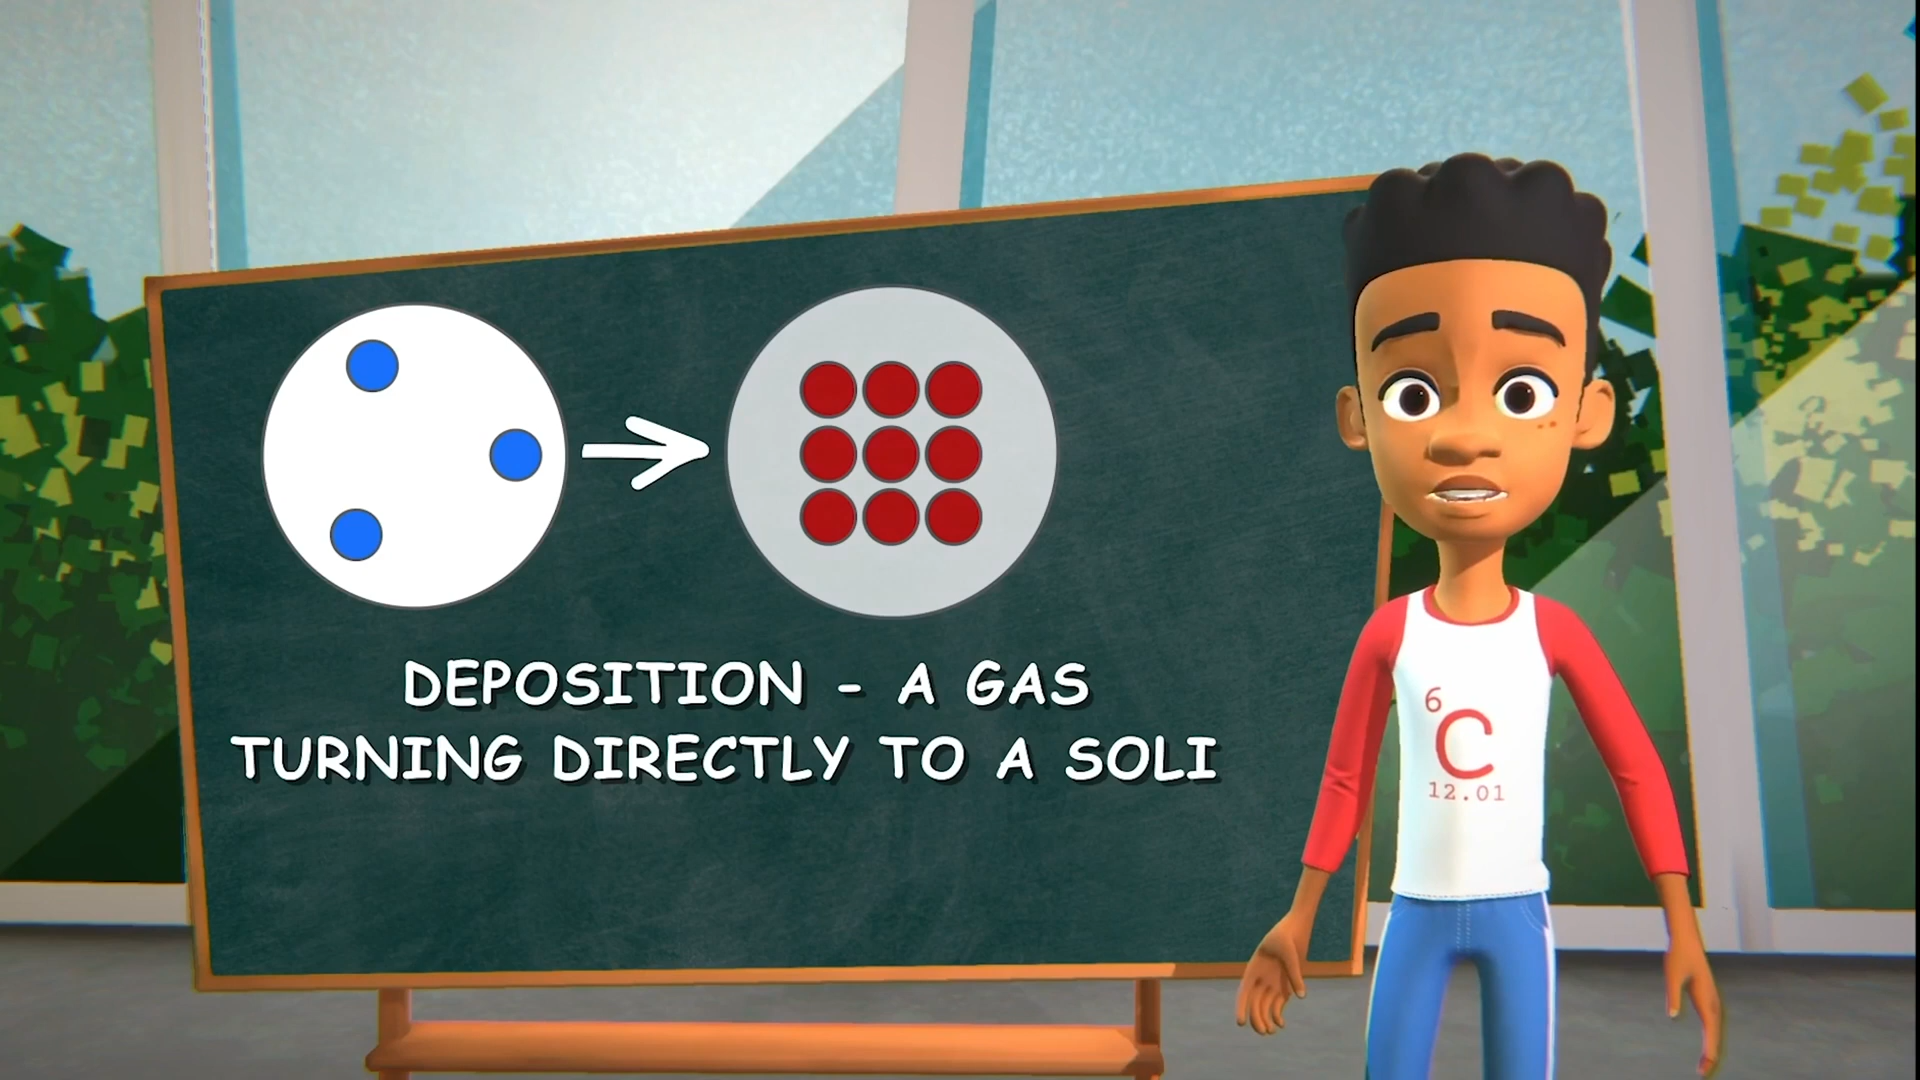 DEPOSITION - A GAS
TURNING DIRECTLY TO A SOLI
6
C
12.01